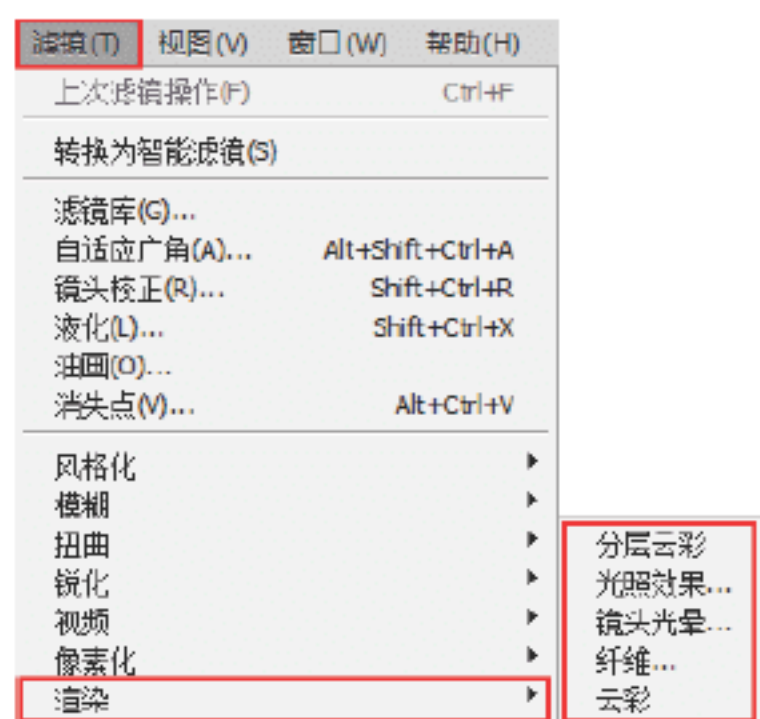 滤镜(T) 视图(V) 窗口(W) 帮助(H)
上次滤镜操作(F) Ctrl+F
转换为智能滤镜(S)
滤镜库(G)...
自适应广角(A)... Alt+Shift+Ctrl+A
镜头校正(R)... Shift+Ctrl+R
液化(L)... Shift+Ctrl+X
油画(O)...
消失点(V)... Alt+Ctrl+V
风格化
模糊
扭曲
锐化
视频
像素化
渲染
分层云彩
光照效果...
镜头光晕...
纤维...
云彩